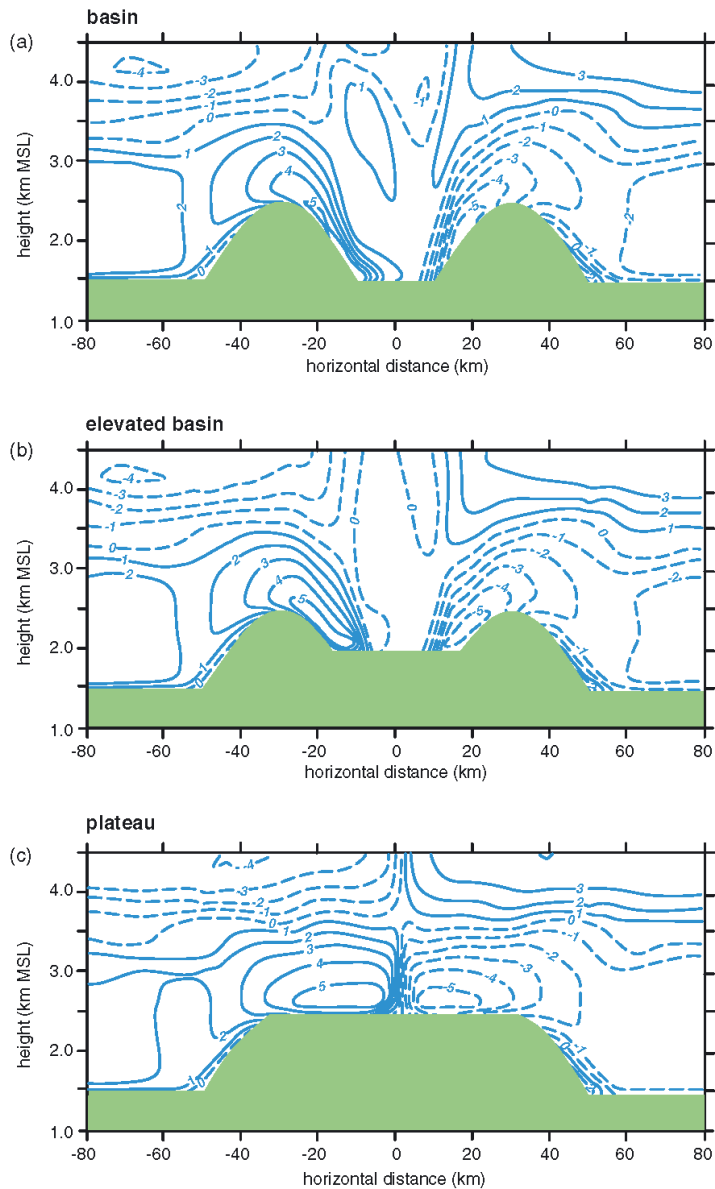 basin
(a)
4.0
3.0
2.0
1.0
height (km MSL)
-4 -3 -2 -1 0 1 2 3 4 5 2 1 0
1 -1 2 3 1 0 -1 -2 -3 -4 -5 -2 -1 0
-80 -60 -40 -20 0 20 40 60 80
horizontal distance (km)
elevated basin
(b)
4.0
3.0
2.0
1.0
height (km MSL)
-4 -3 -2 -1 0 1 2 2 3 4 5 1 0
0 0 3 2 1 0 -1 -2 -3 -4 -5 -2 -1 0
-80 -60 -40 -20 0 20 40 60 80
horizontal distance (km)
plateau
(c)
4.0
3.0
2.0
1.0
height (km MSL)
-4 -3 -2 -1 0 1 2 3 4 5 2 1 0
3 2 1 0 -1 -2 -3 -4 -5 -1 0
-80 -60 -40 -20 0 20 40 60 80
horizontal distance (km)